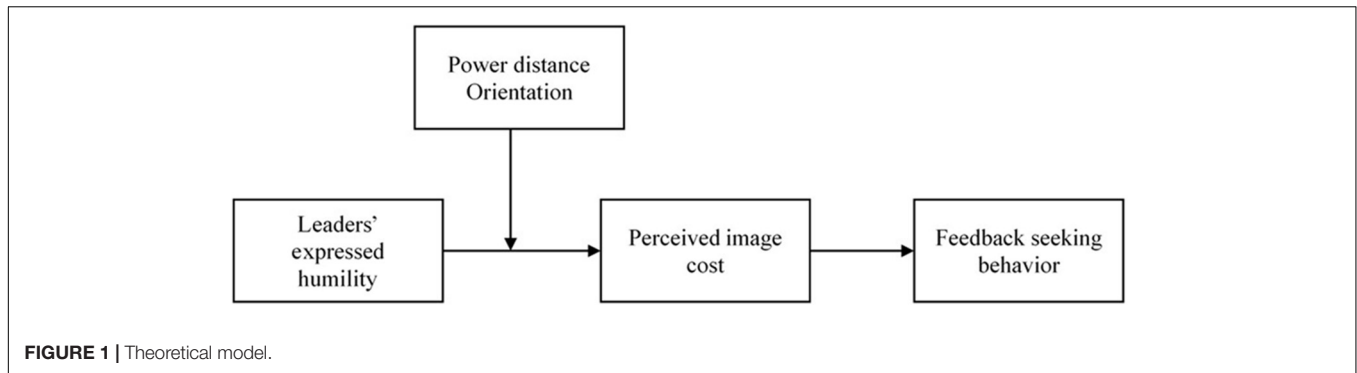 Power distance
Orientation
Leaders’
expressed
humility
Perceived image
cost
Feedback seeking
behavior
FIGURE 1 | Theoretical model.